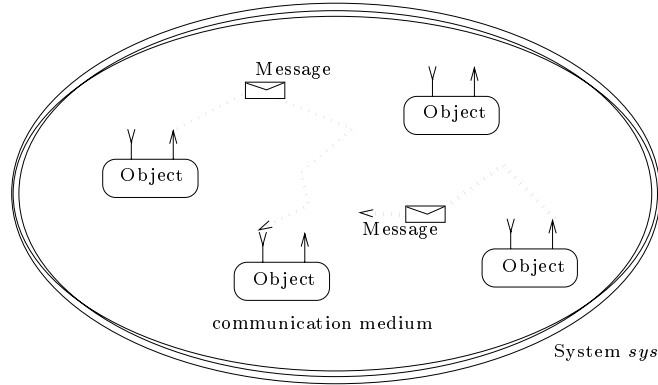 Message
Object
Object
Message
Object
Object
communication medium
System sys